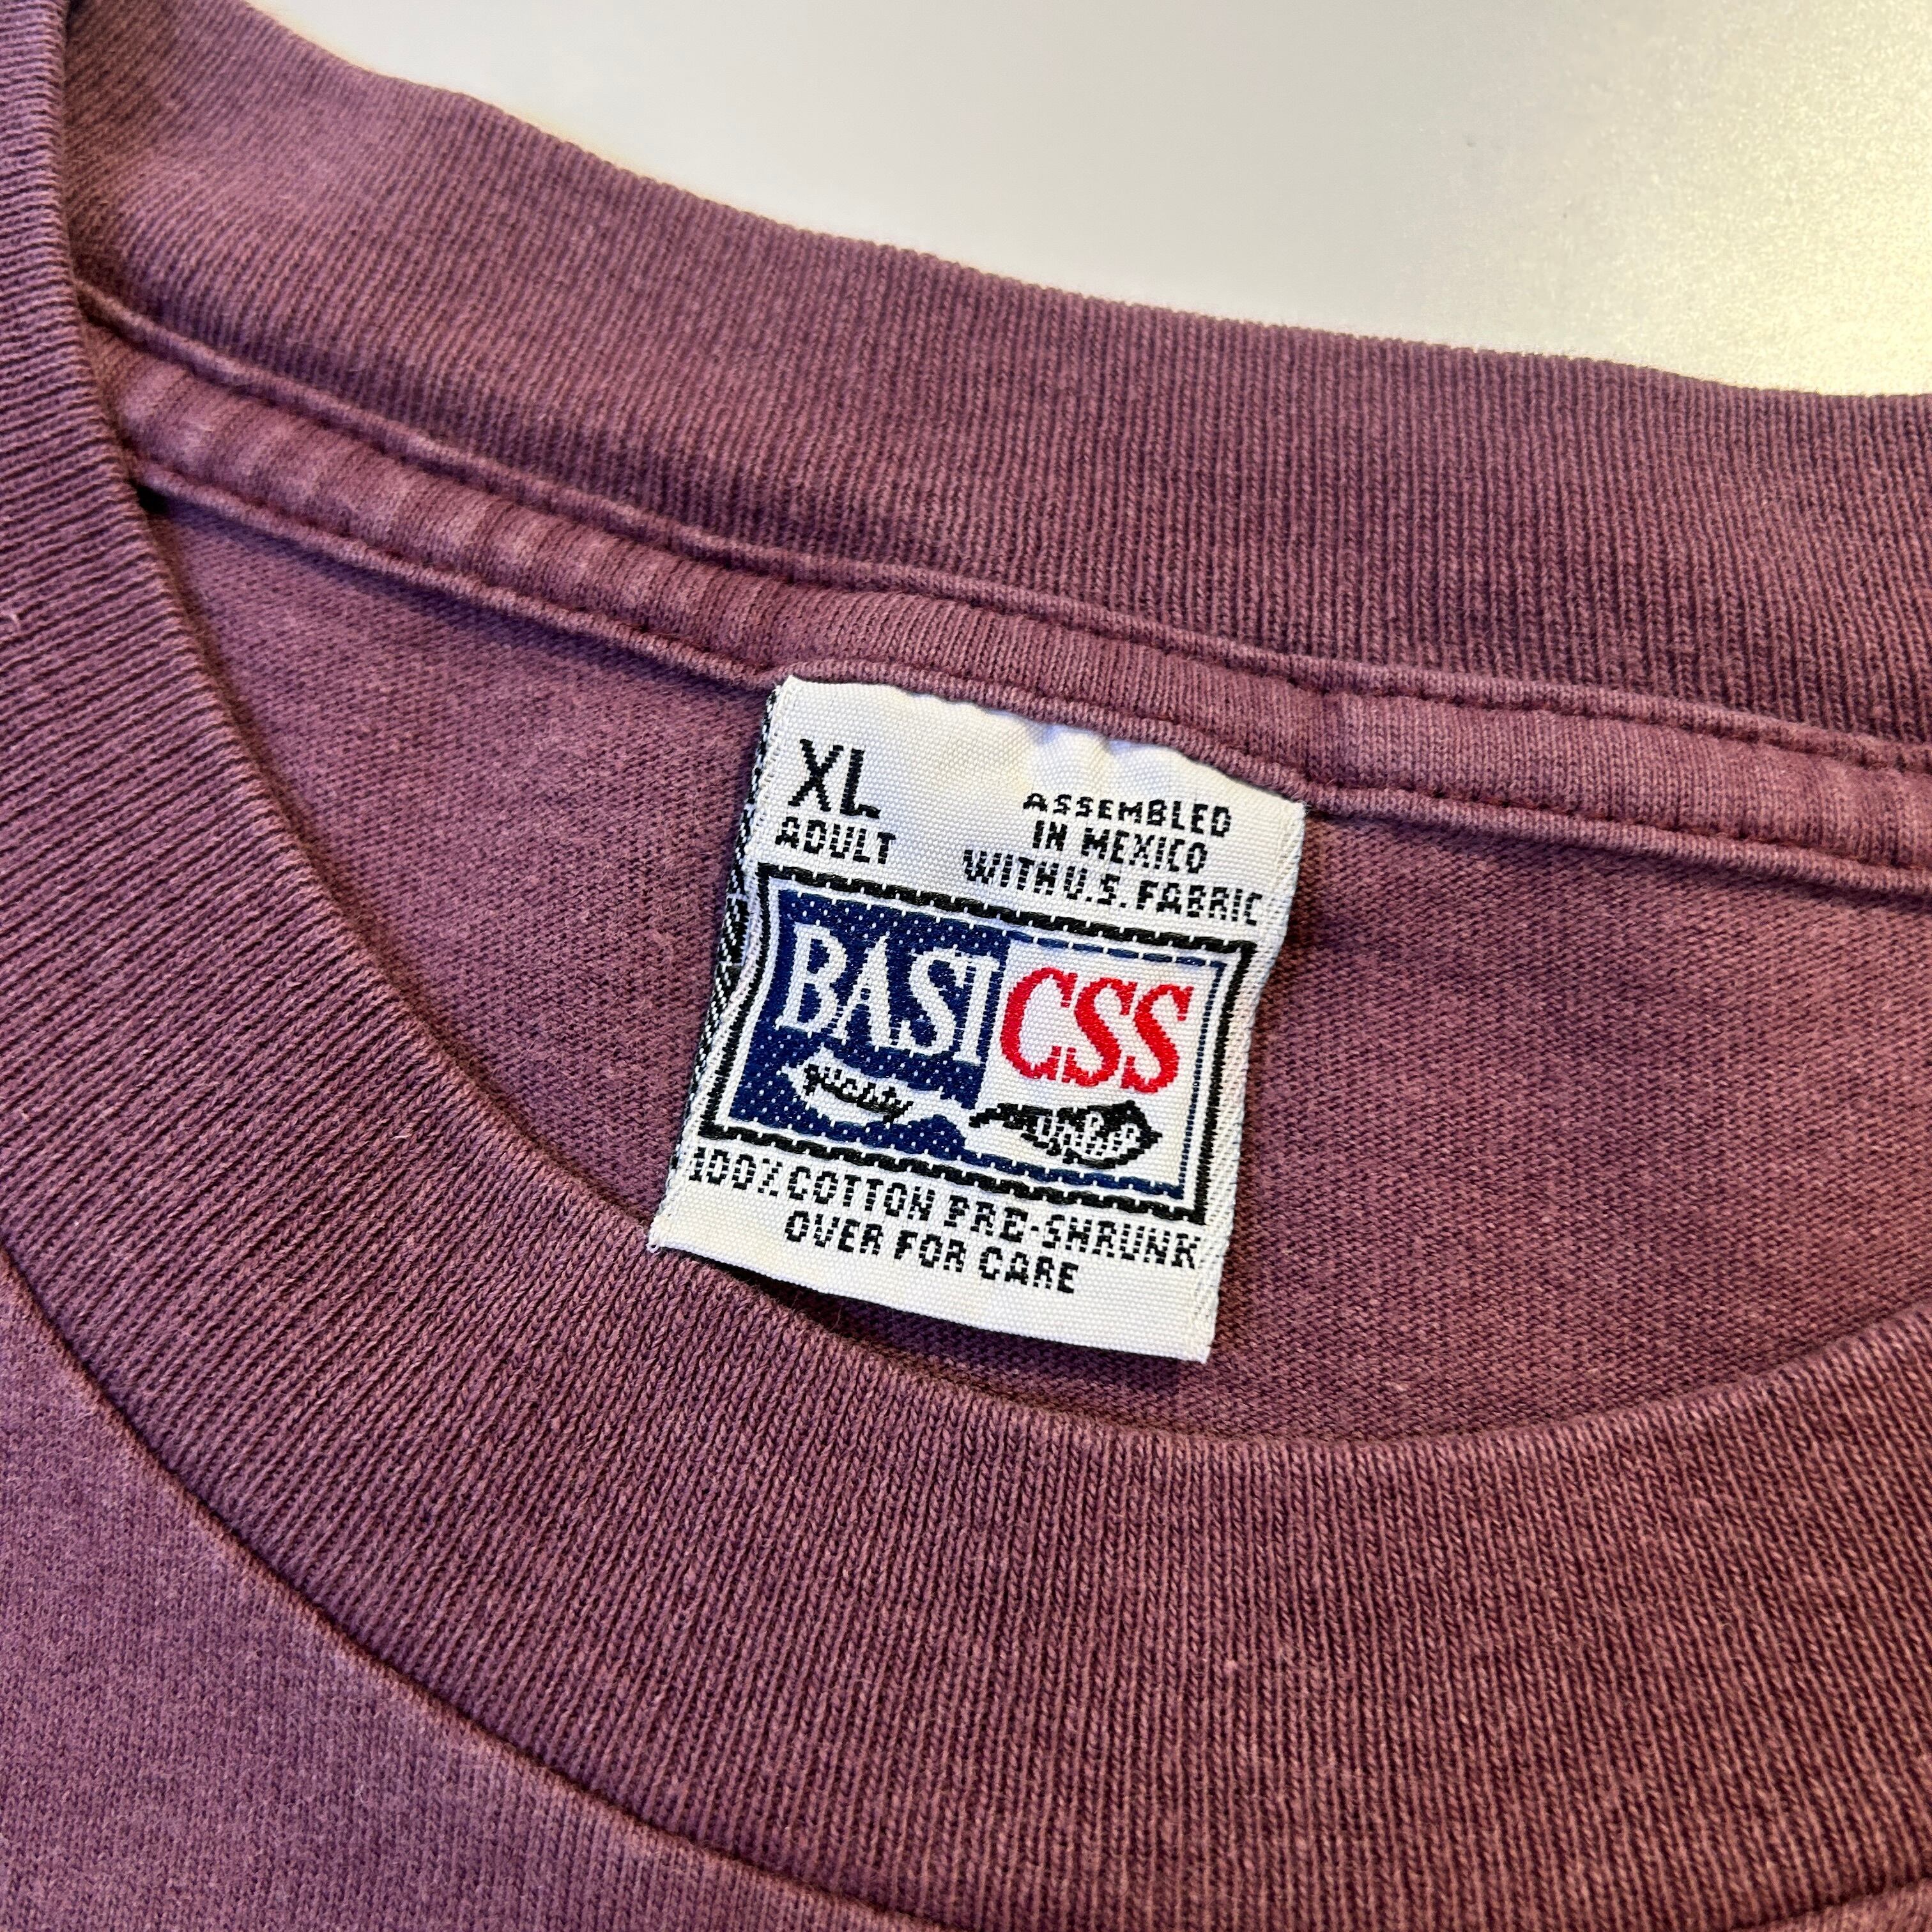 XL
ADULT
ASSEMBLED
IN MEXICO
WITH U.S. FABRIC
BASICSS
100% COTTON PRE-SHRUNK
OVER FOR CARE